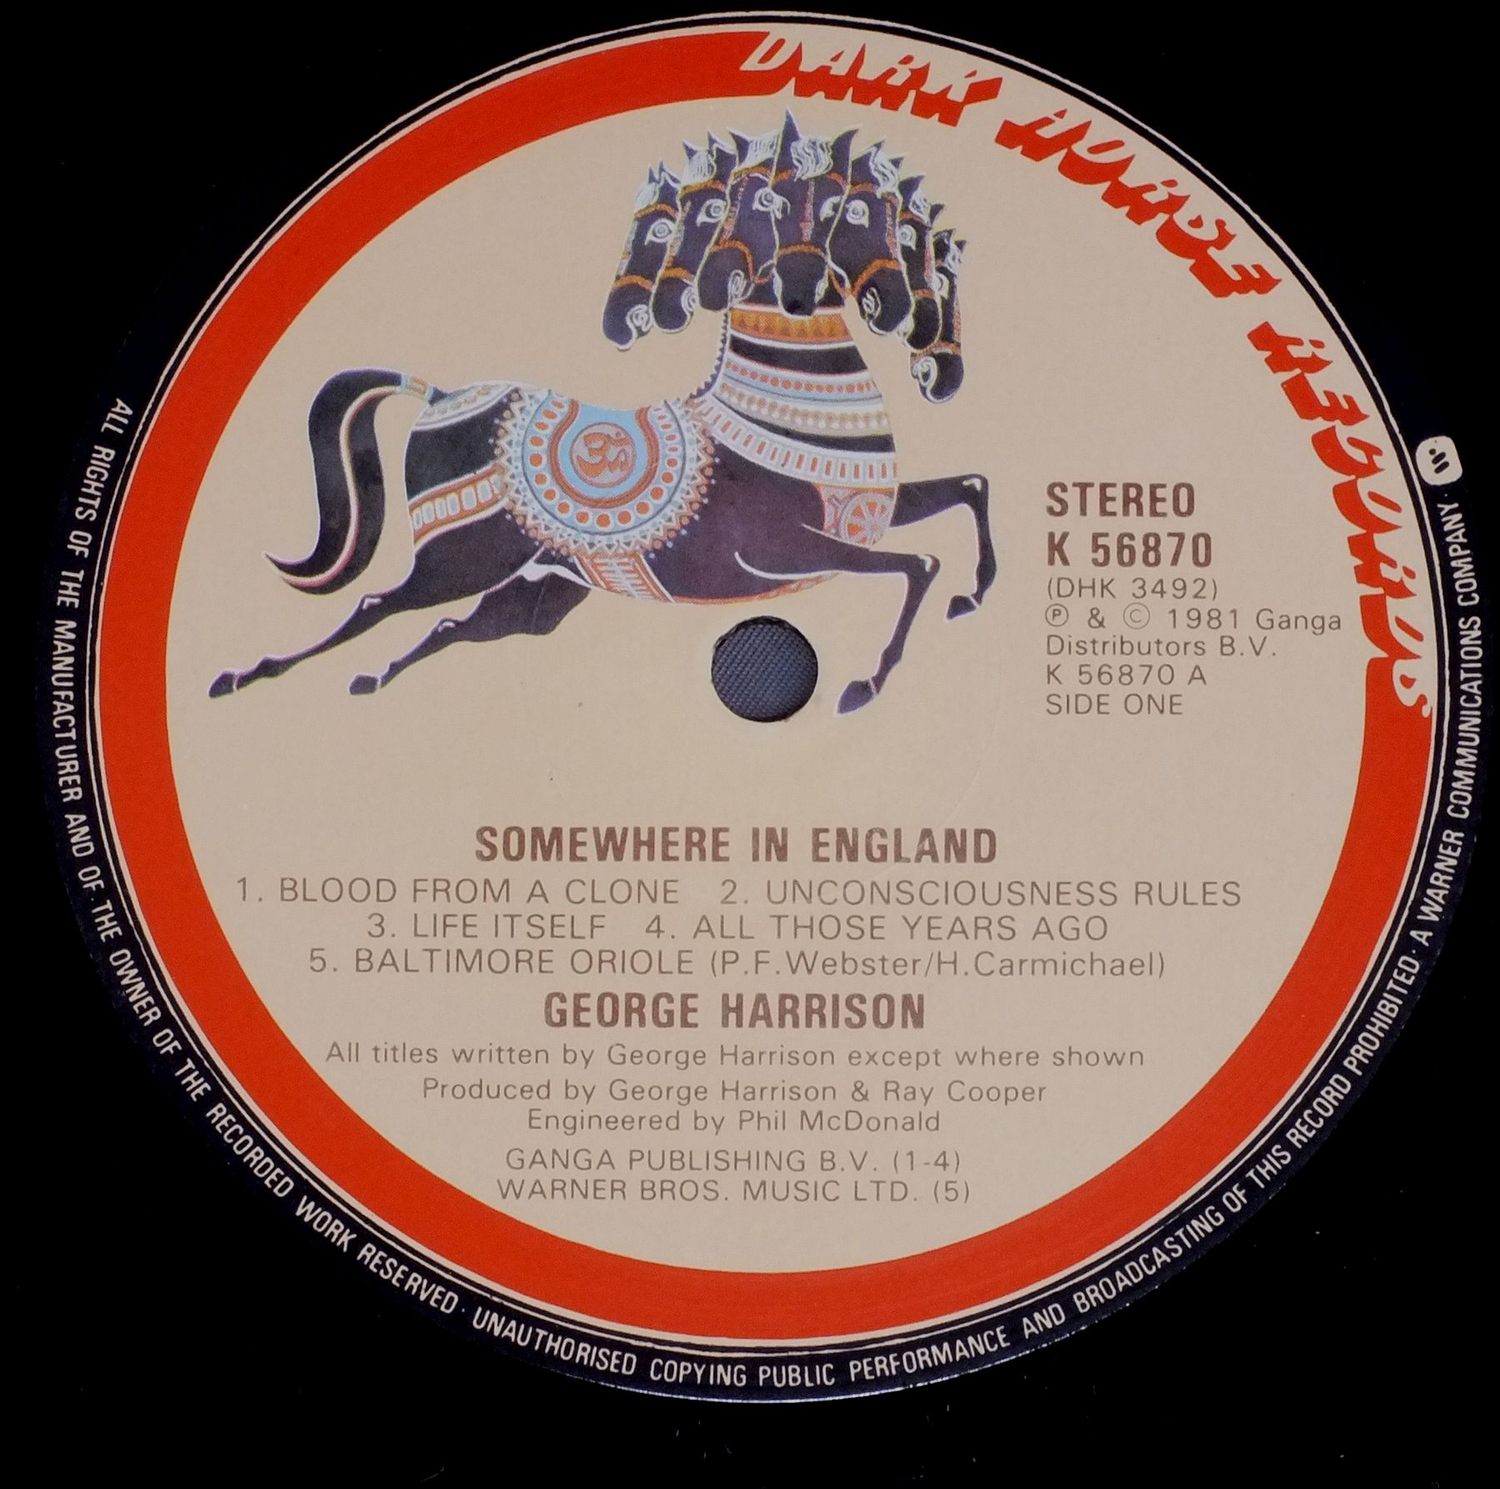 DARK HORSE RECORDS
STEREO
K 56870
(DHK 3492)
Ⓟ & Ⓒ 1981 Ganga
Distributors B.V.
K 56870 A
SIDE ONE
SOMEWHERE IN ENGLAND
1. BLOOD FROM A CLONE 2. UNCONSCIOUSNESS RULES
3. LIFE ITSELF 4. ALL THOSE YEARS AGO
5. BALTIMORE ORIOLE (P.F.Webster/H.Carmichael)
GEORGE HARRISON
All titles written by George Harrison except where shown
Produced by George Harrison & Ray Cooper
Engineered by Phil McDonald
GANGA PUBLISHING B.V. (1-4)
WARNER BROS. MUSIC LTD. (5)
ALL RIGHTS OF THE MANUFACTURER AND OF THE OWNER OF THE RECORDED WORK RESERVED · UNAUTHORISED COPYING PUBLIC PERFORMANCE AND BROADCASTING OF THIS RECORD PROHIBITED · A WARNER COMMUNICATIONS COMPANY ·
ॐ